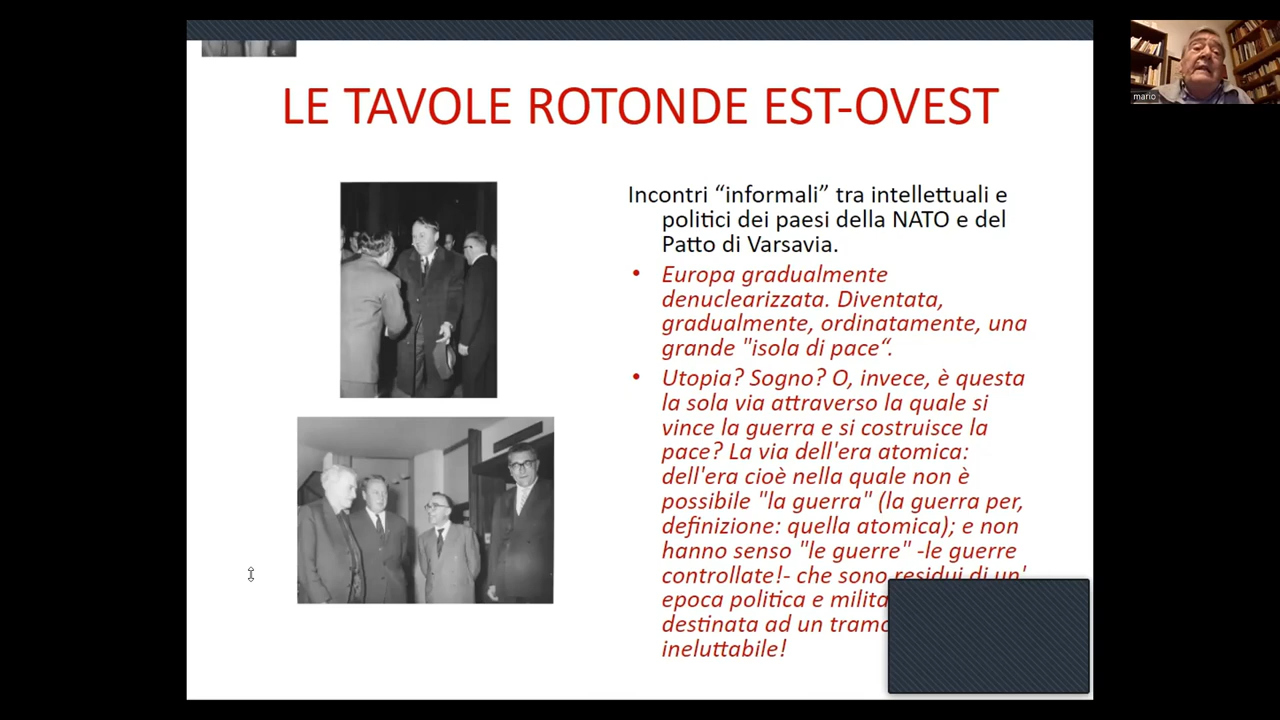 LE TAVOLE ROTONDE EST-OVEST
mario
Incontri “informali” tra intellettuali e
politici dei paesi della NATO e del
Patto di Varsavia.
• Europa gradualmente
denuclearizzata. Diventata,
gradualmente, ordinatamente, una
grande "isola di pace“.
• Utopia? Sogno? O, invece, è questa
la sola via attraverso la quale si
vince la guerra e si costruisce la
pace? La via dell'era atomica:
dell'era cioè nella quale non è
possibile "la guerra" (la guerra per,
definizione: quella atomica); e non
hanno senso "le guerre" -le guerre
controllate!- che sono residui di un'
epoca politica e
destinata ad un
ineluttabile!